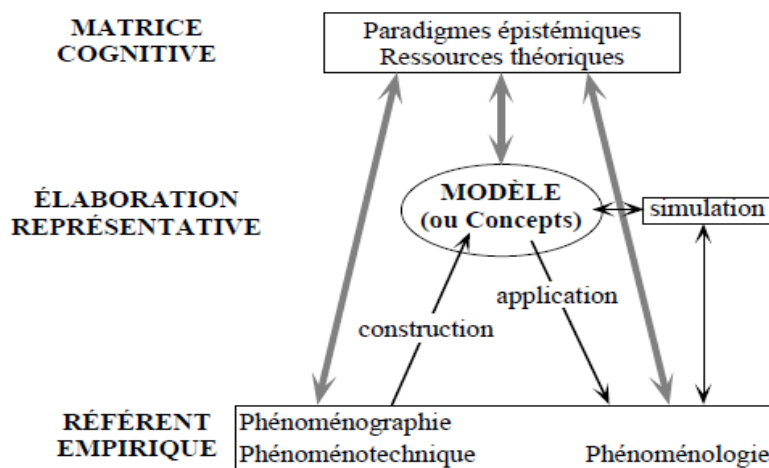 MATRICE
COGNITIVE
Paradigmes épistémiques
Ressources théoriques
ÉLABORATION
REPRÉSENTATIVE
MODÈLE
(ou Concepts)
simulation
application
construction
RÉFÉRENT
EMPIRIQUE
Phénoménographie
Phénoménotechnique
Phénoménologie